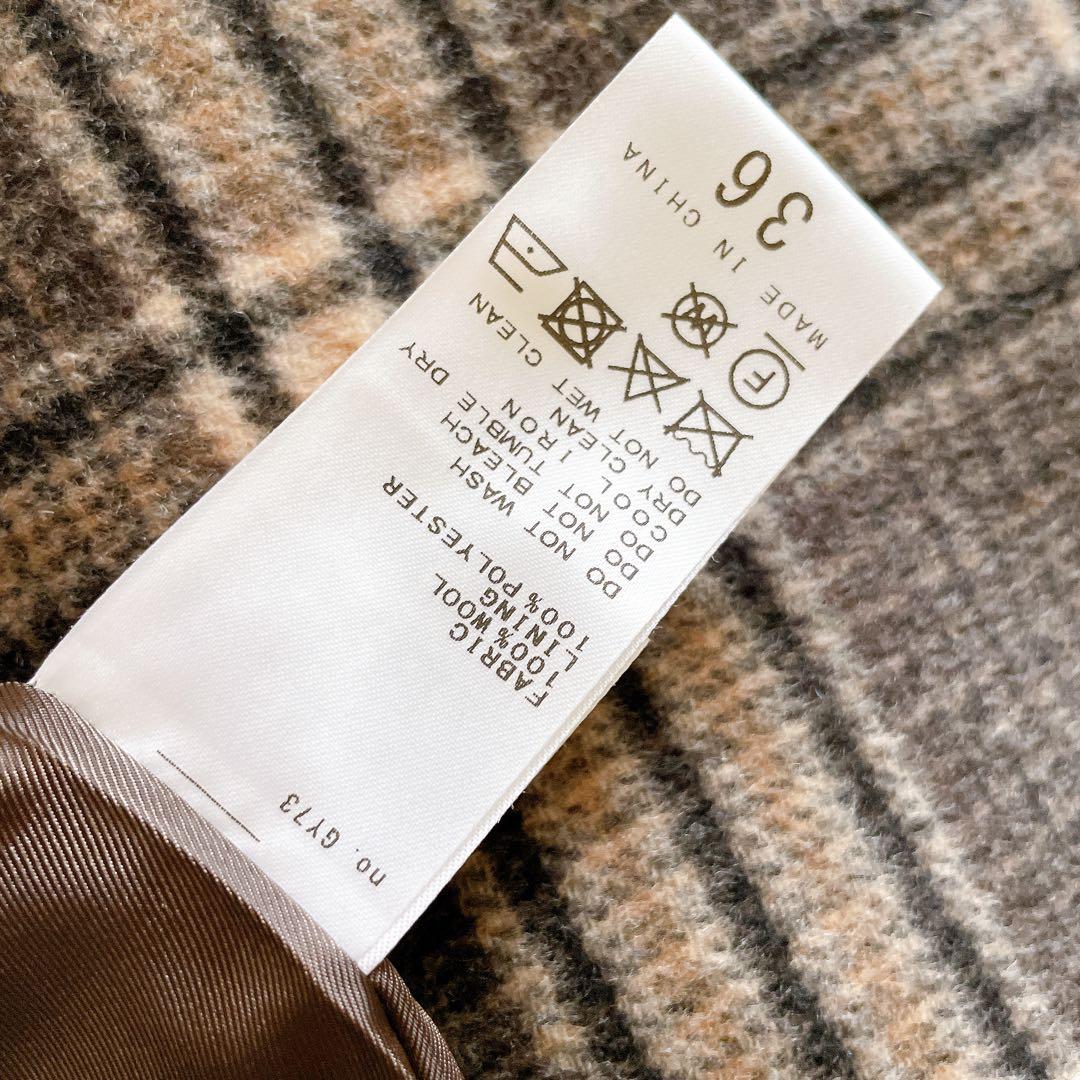 no. GY73
FABRIC
100% WOOL
LINING
100% POLYESTER
DO NOT WASH
DO NOT BLEACH
DO NOT TUMBLE DRY
COOL IRON
DRY CLEAN
DO NOT WET CLEAN
W
F
MADE IN CHINA
36